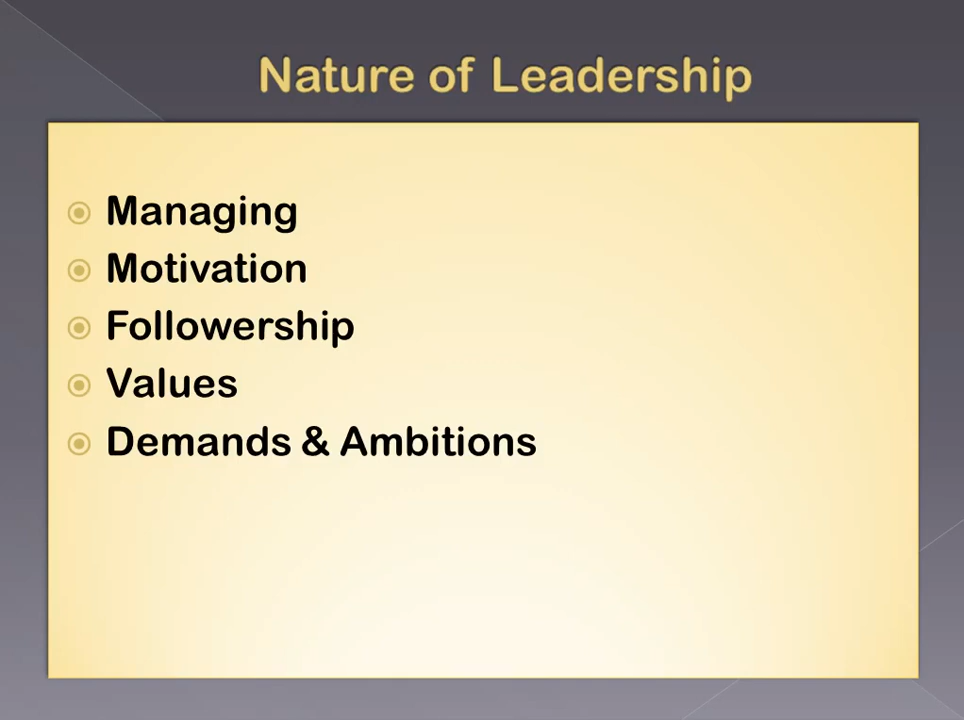 Nature of Leadership
Managing
Motivation
Followership
Values
Demands & Ambitions